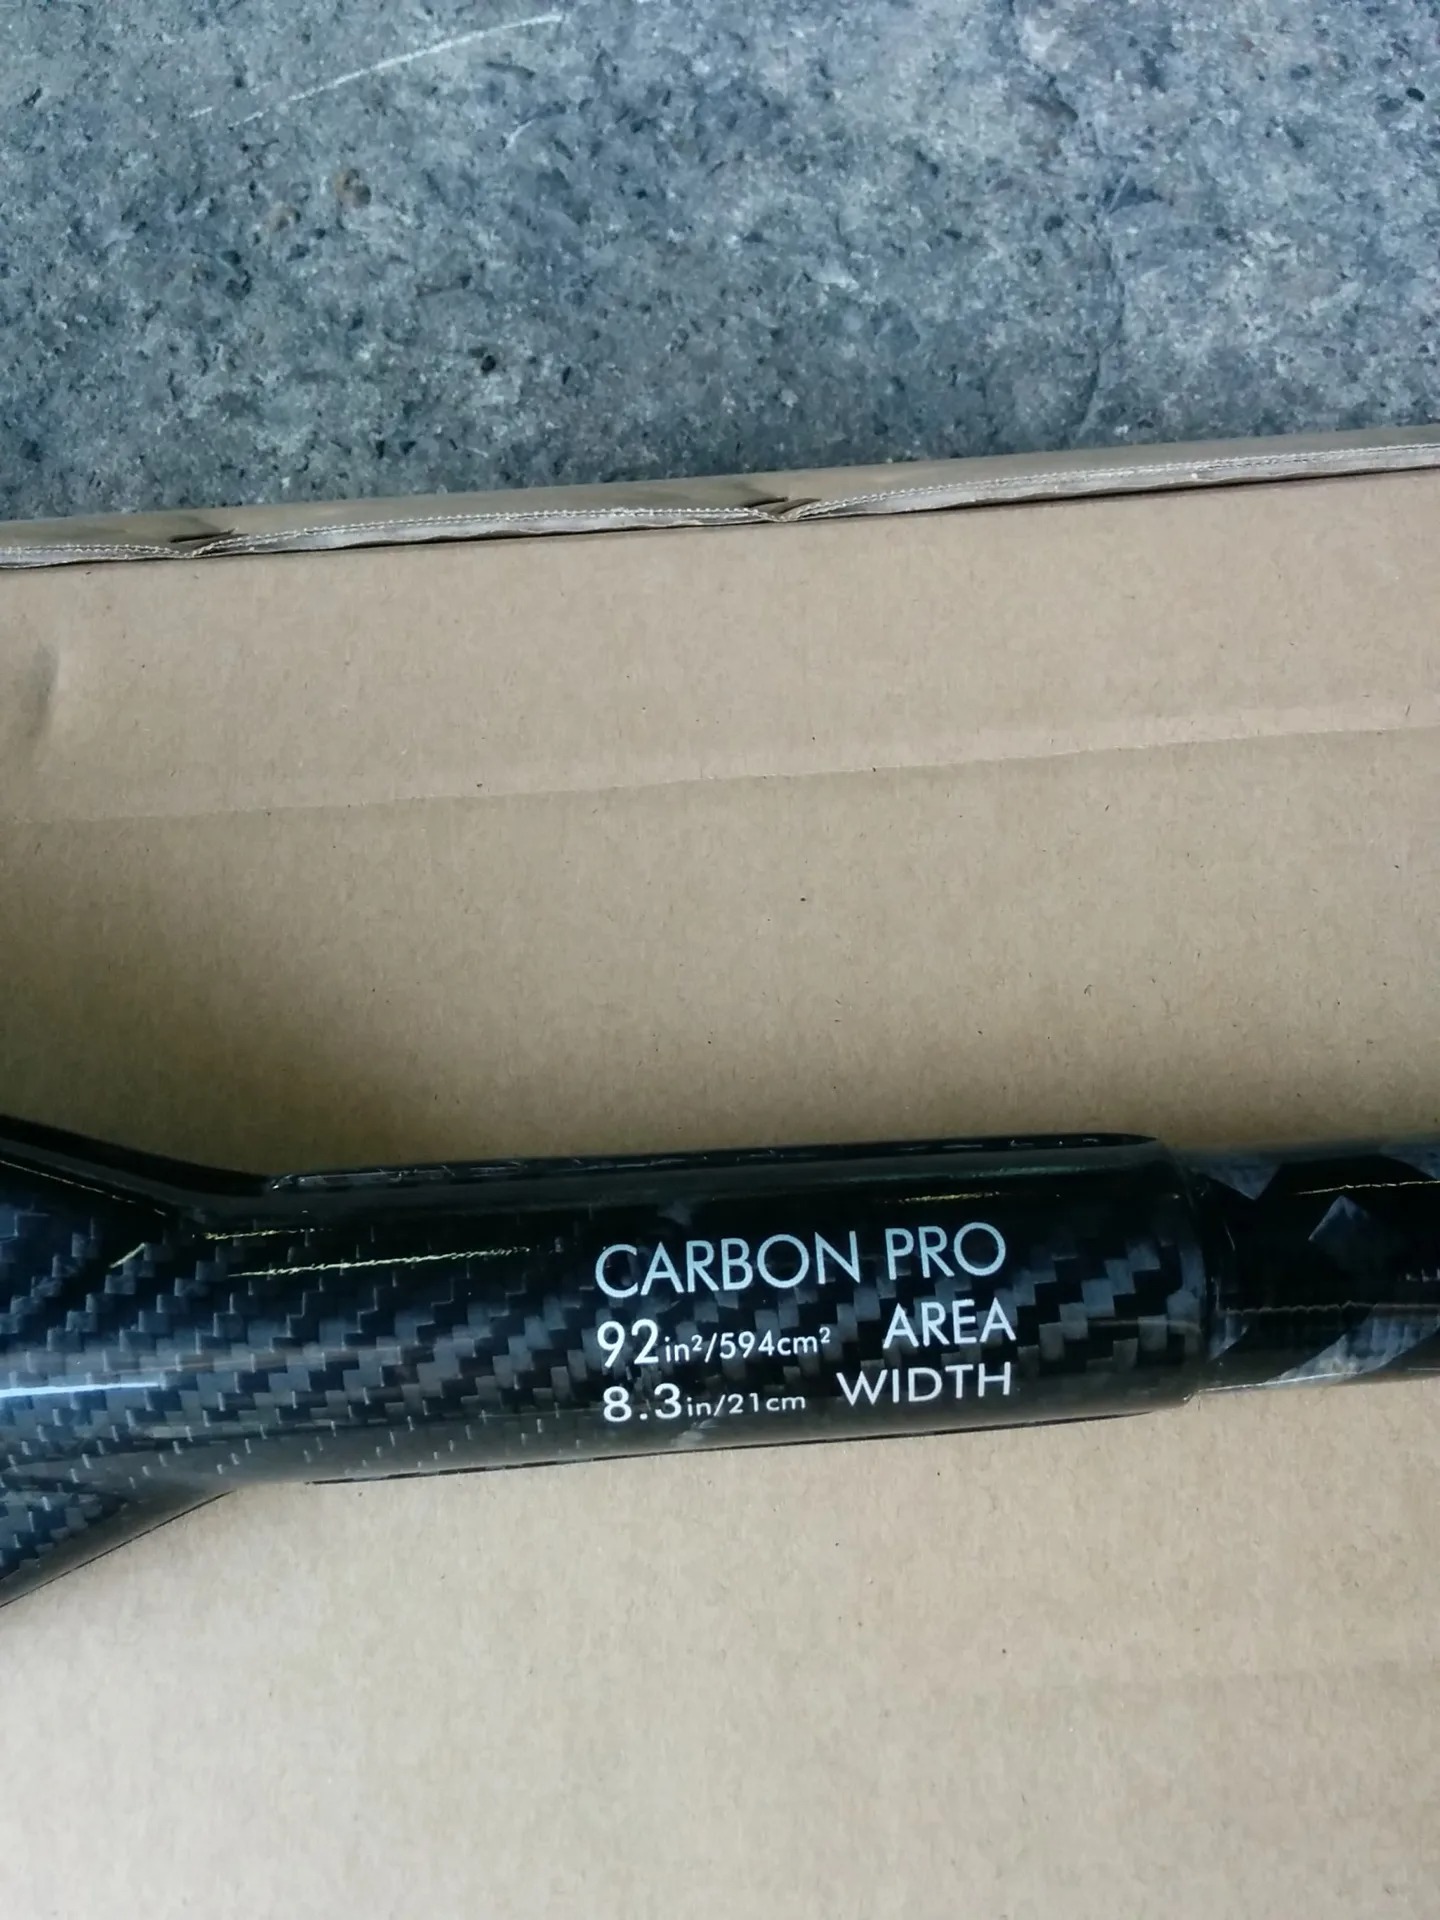 CARBON PRO
92in²/594cm² AREA
8.3in/21cm WIDTH